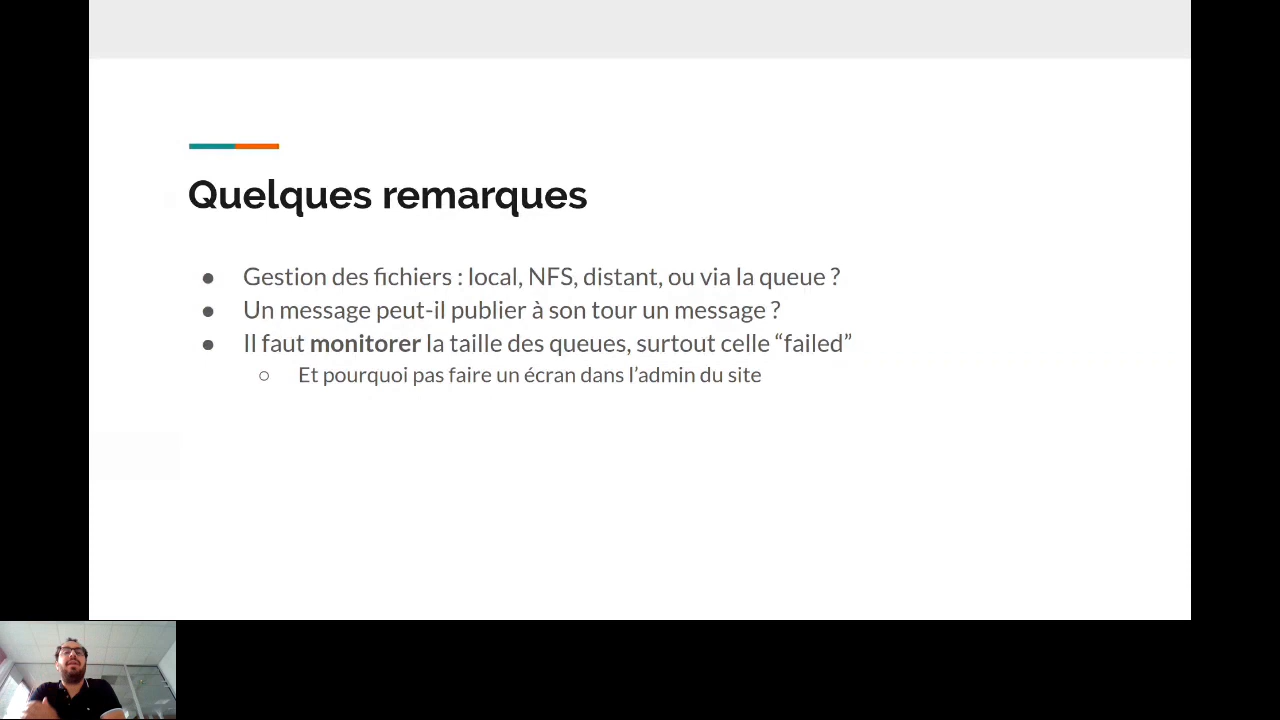 Quelques remarques
● Gestion des fichiers : local, NFS, distant, ou via la queue ?
● Un message peut-il publier à son tour un message ?
● Il faut monitorer la taille des queues, surtout celle “failed”
○ Et pourquoi pas faire un écran dans l’admin du site